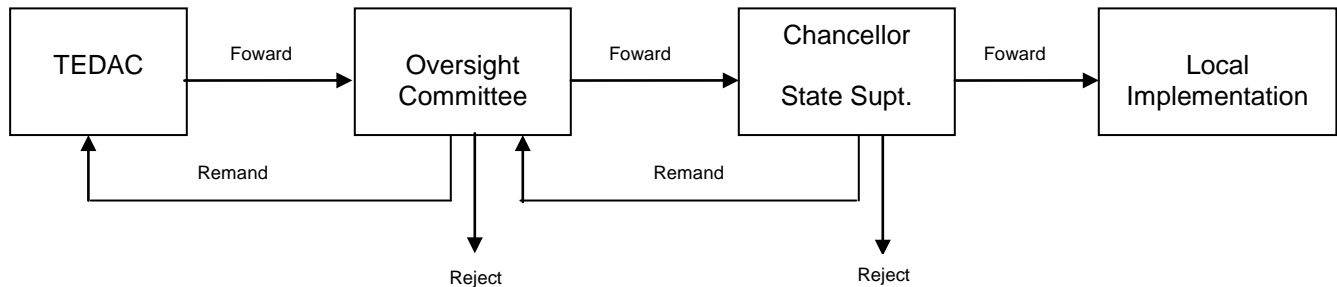 TEDAC
Foward
Oversight
Committee
Foward
Chancellor
State Supt.
Foward
Local
Implementation
Remand
Remand
Reject
Reject